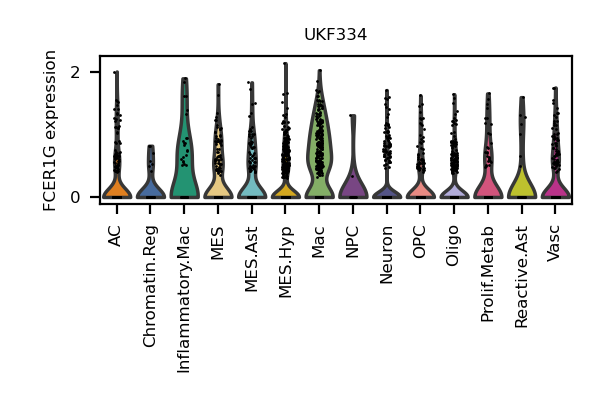 UKF334
FCER1G expression
2
0
AC
Chromatin.Reg
Inflammatory.Mac
MES
MES.Ast
MES.Hyp
Mac
NPC
Neuron
OPC
Oligo
Prolif.Metab
Reactive.Ast
Vasc